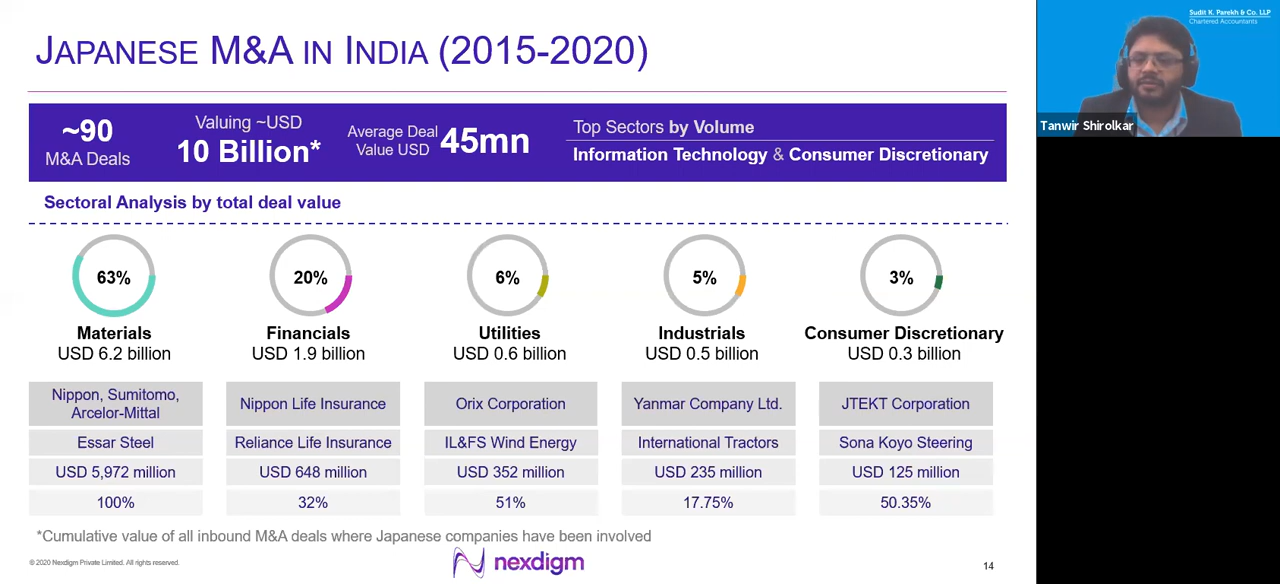 JAPANESE M&A IN INDIA (2015-2020)
~90
M&A Deals
Valuing ~USD
10 Billion*
Average Deal
Value USD
45mn
Top Sectors by Volume
Information Technology & Consumer Discretionary
Sectoral Analysis by total deal value
63%
20%
6%
5%
3%
Materials
USD 6.2 billion
Financials
USD 1.9 billion
Utilities
USD 0.6 billion
Industrials
USD 0.5 billion
Consumer Discretionary
USD 0.3 billion
Nippon, Sumitomo,
Arcelor-Mittal
Nippon Life Insurance
Orix Corporation
Yanmar Company Ltd.
JTEKT Corporation
Essar Steel
Reliance Life Insurance
IL&FS Wind Energy
International Tractors
Sona Koyo Steering
USD 5,972 million
USD 648 million
USD 352 million
USD 235 million
USD 125 million
100%
32%
51%
17.75%
50.35%
*Cumulative value of all inbound M&A deals where Japanese companies have been involved
© 2020 Nexdigm Private Limited. All rights reserved.
nexdigm
14
Sudit K. Parekh & Co. LLP
Chartered Accountants
Tanwir Shirolkar